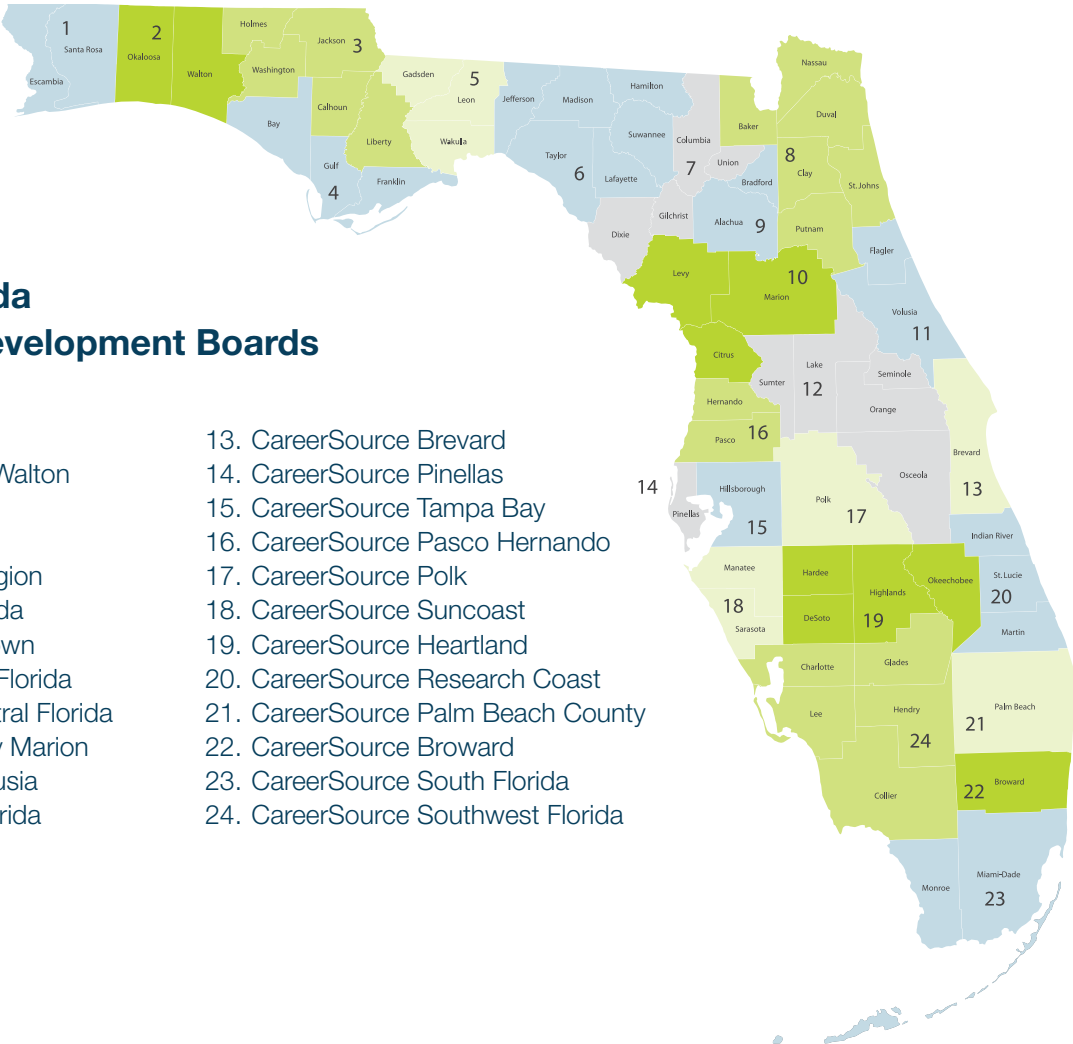 1
Santa Rosa
Escambia
2
Okaloosa
Walton
Holmes
Jackson 3
Washington
Calhoun
Liberty
Bay
Gulf
4
Franklin
Gadsden
5
Leon
Wakulla
Jefferson
Madison
Hamilton
Suwannee
Taylor
6
Lafayette
Columbia
7
Union
Gilchrist
Dixie
Bradford
Alachua 9
Nassau
Duval
Baker
8
Clay
St. Johns
Putnam
Levy
10
Marion
Citrus
Flagler
Volusia
11
Lake
12
Sumter
Seminole
Orange
Osceola
Hernando
Pasco 16
Brevard
13
14
Pinellas
Hillsborough
15
Polk
17
Manatee
18
Sarasota
Hardee
Highlands
DeSoto
19
Okeechobee
Indian River
St. Lucie
20
Martin
Charlotte
Glades
Lee
Hendry
24
Collier
Palm Beach
21
22 Broward
Monroe
Miami-Dade
23
da
evelopment Boards
Walton
gion
da
wn
Florida
tral Florida
y Marion
usia
rida
13. CareerSource Brevard
14. CareerSource Pinellas
15. CareerSource Tampa Bay
16. CareerSource Pasco Hernando
17. CareerSource Polk
18. CareerSource Suncoast
19. CareerSource Heartland
20. CareerSource Research Coast
21. CareerSource Palm Beach County
22. CareerSource Broward
23. CareerSource South Florida
24. CareerSource Southwest Florida